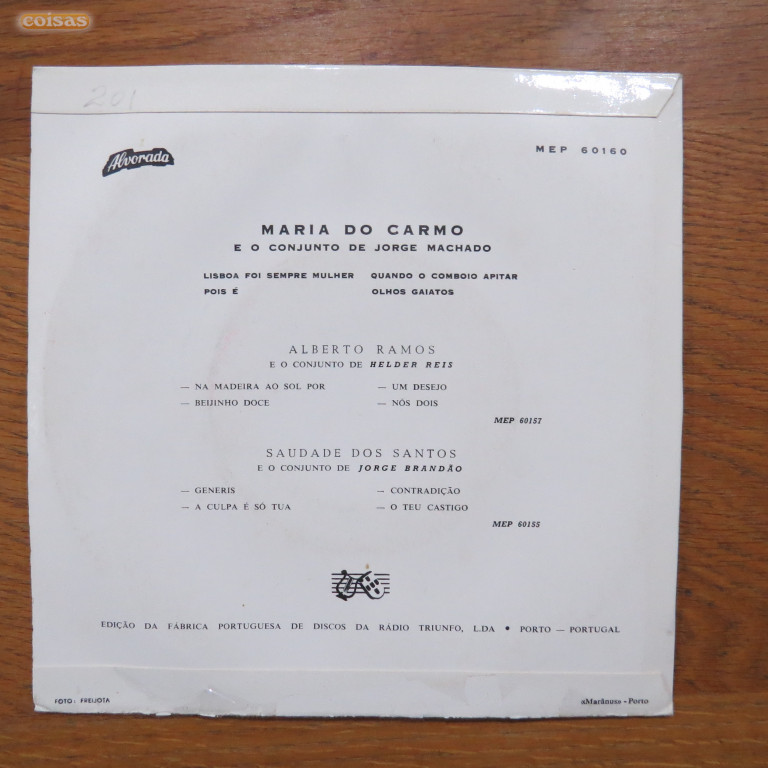 coisas
201
Alvorada
MEP 60160
MARIA DO CARMO
E O CONJUNTO DE JORGE MACHADO
LISBOA FOI SEMPRE MULHER QUANDO O COMBOIO APITAR
POIS É OLHOS GAIATOS
ALBERTO RAMOS
E O CONJUNTO DE HELDER REIS
— NA MADEIRA AO SOL POR — UM DESEJO
— BEIJINHO DOCE — NÓS DOIS
MEP 60157
SAUDADE DOS SANTOS
E O CONJUNTO DE JORGE BRANDÃO
— GENERIS — CONTRADIÇÃO
— A CULPA É SÓ TUA — O TEU CASTIGO
MEP 60155
EDIÇÃO DA FÁBRICA PORTUGUESA DE DISCOS DA RÁDIO TRIUNFO, L.DA • PORTO — PORTUGAL
FOTO: FREIJOTA «Marânus» - Porto